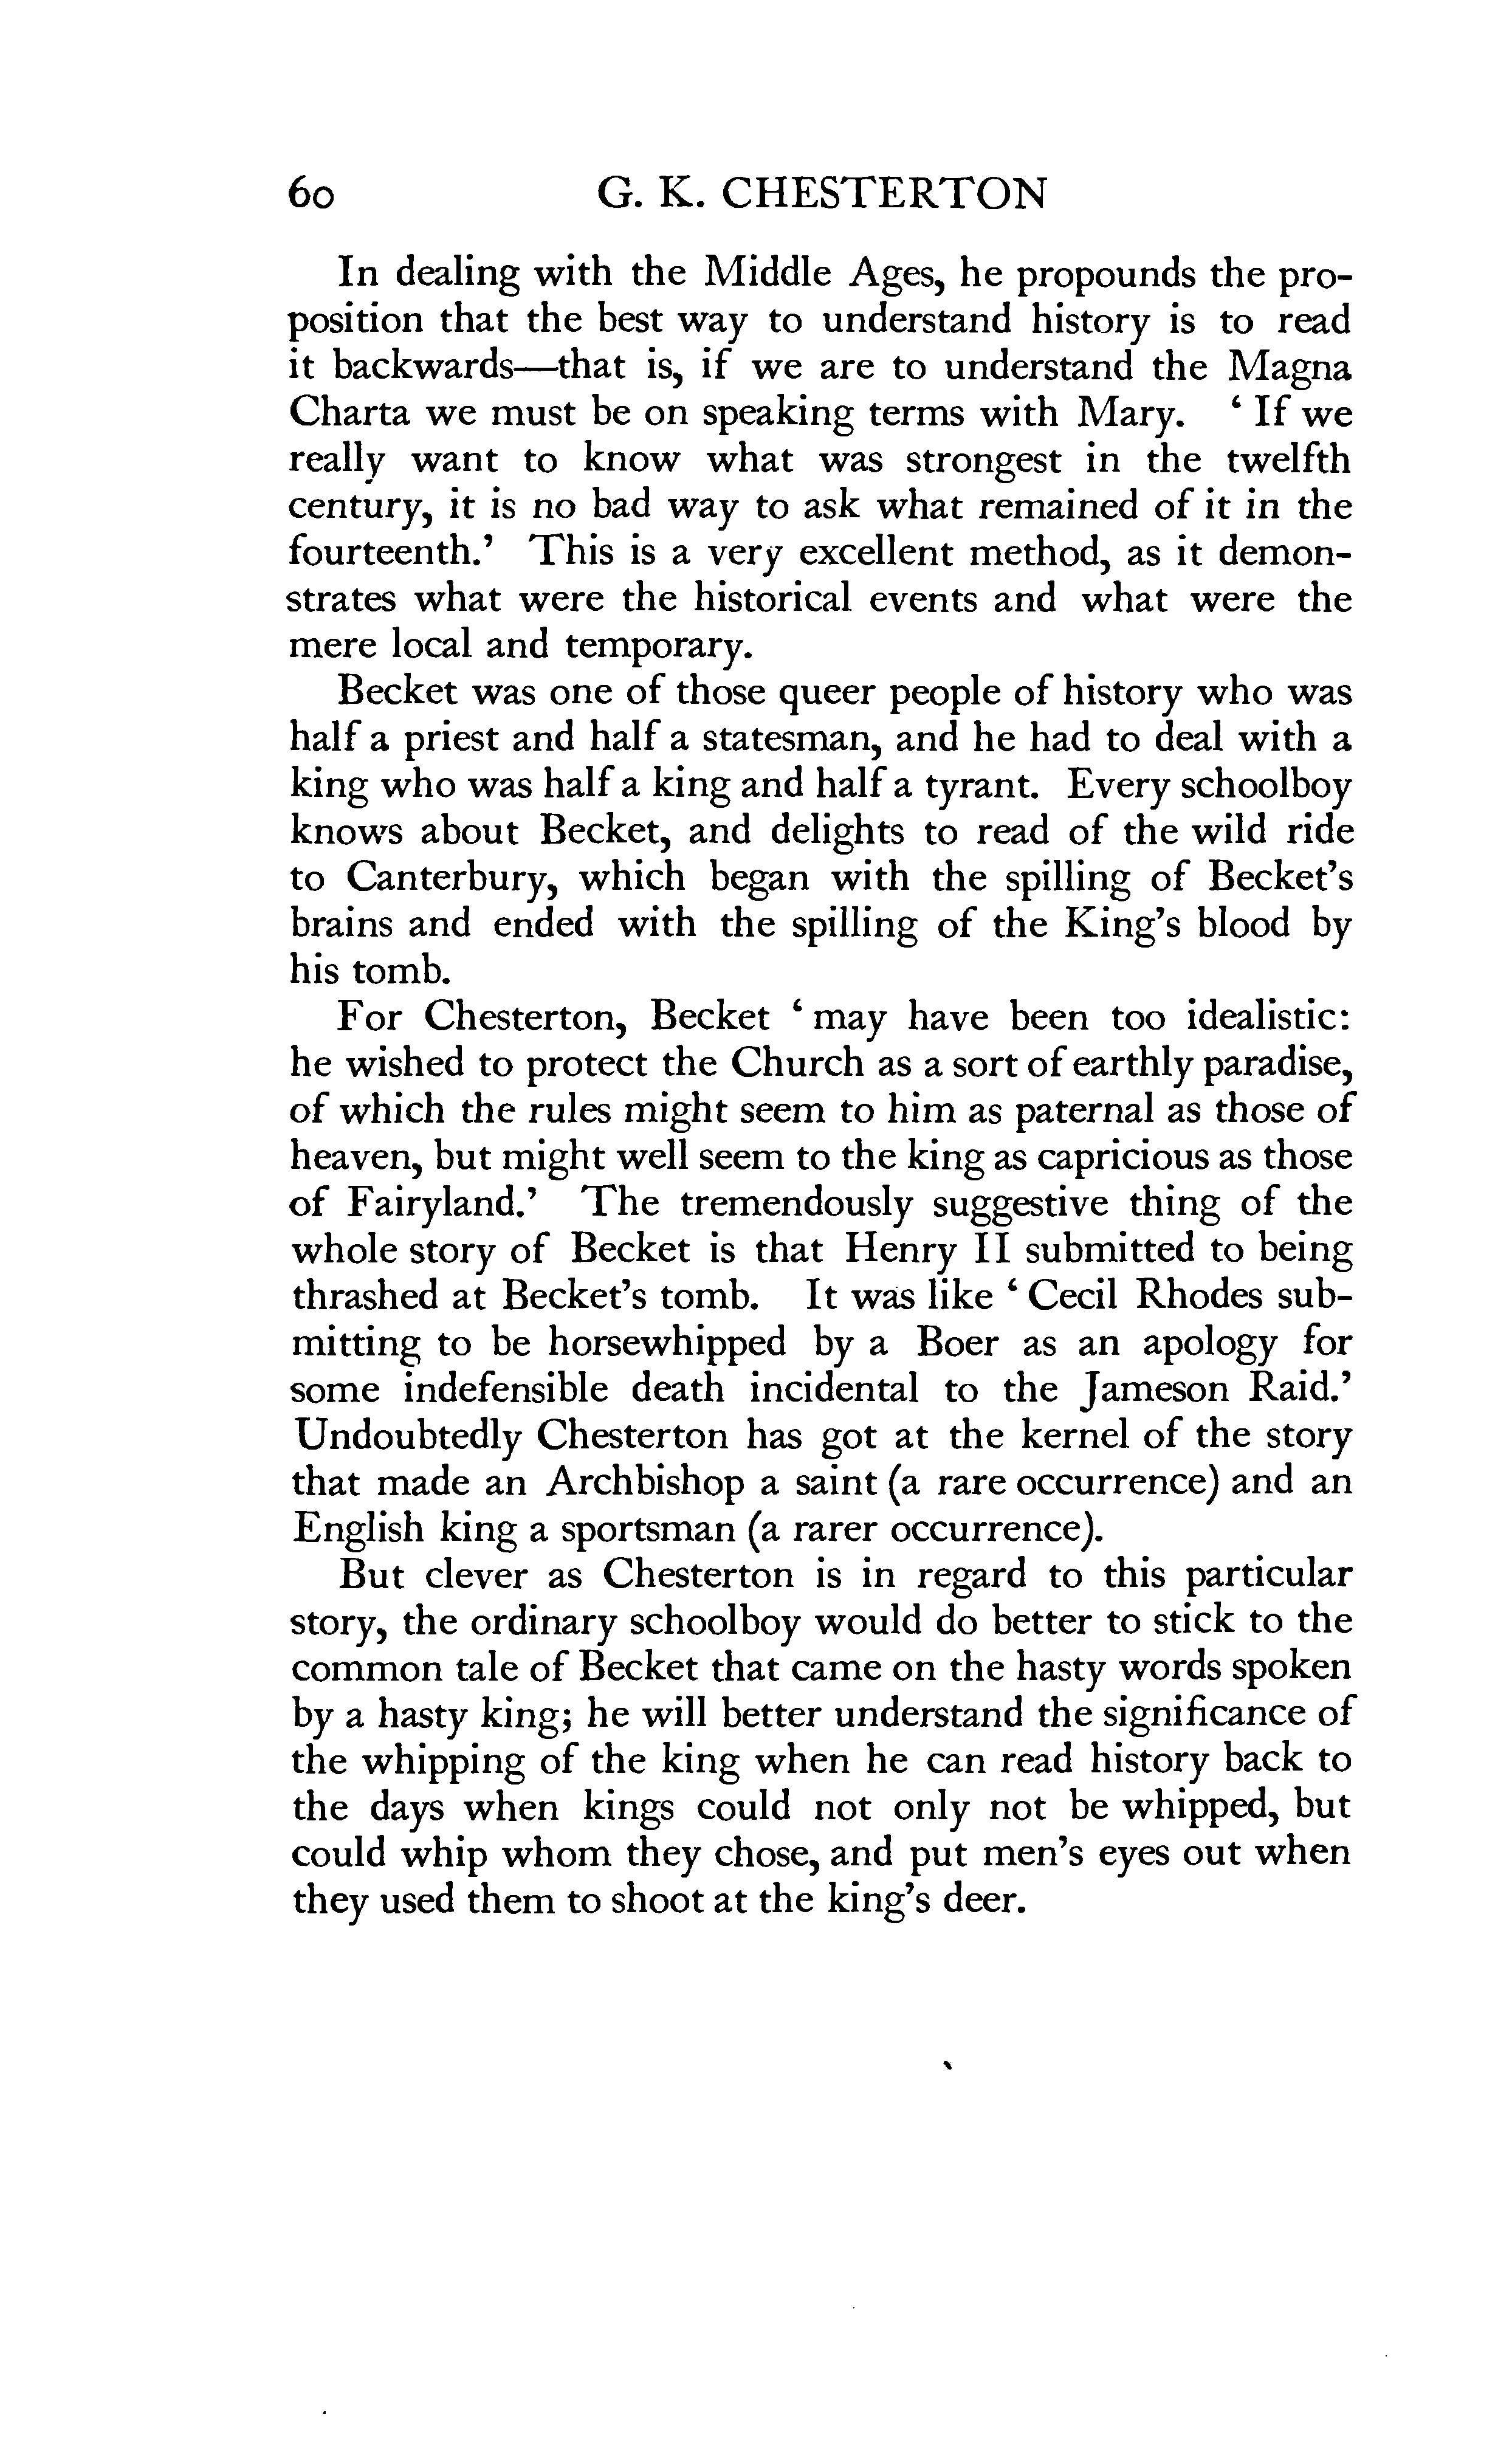 60 G. K. CHESTERTON
In dealing with the Middle Ages, he propounds the pro-
position that the best way to understand history is to read
it backwards—that is, if we are to understand the Magna
Charta we must be on speaking terms with Mary. ‘ If we
really want to know what was strongest in the twelfth
century, it is no bad way to ask what remained of it in the
fourteenth.’ This is a very excellent method, as it demon-
strates what were the historical events and what were the
mere local and temporary.
Becket was one of those queer people of history who was
half a priest and half a statesman, and he had to deal with a
king who was half a king and half a tyrant. Every schoolboy
knows about Becket, and delights to read of the wild ride
to Canterbury, which began with the spilling of Becket’s
brains and ended with the spilling of the King’s blood by
his tomb.
For Chesterton, Becket ‘ may have been too idealistic:
he wished to protect the Church as a sort of earthly paradise,
of which the rules might seem to him as paternal as those of
heaven, but might well seem to the king as capricious as those
of Fairyland.’ The tremendously suggestive thing of the
whole story of Becket is that Henry II submitted to being
thrashed at Becket’s tomb. It was like ‘ Cecil Rhodes sub-
mitting to be horsewhipped by a Boer as an apology for
some indefensible death incidental to the Jameson Raid.’
Undoubtedly Chesterton has got at the kernel of the story
that made an Archbishop a saint (a rare occurrence) and an
English king a sportsman (a rarer occurrence).
But clever as Chesterton is in regard to this particular
story, the ordinary schoolboy would do better to stick to the
common tale of Becket that came on the hasty words spoken
by a hasty king; he will better understand the significance of
the whipping of the king when he can read history back to
the days when kings could not only not be whipped, but
could whip whom they chose, and put men’s eyes out when
they used them to shoot at the king’s deer.